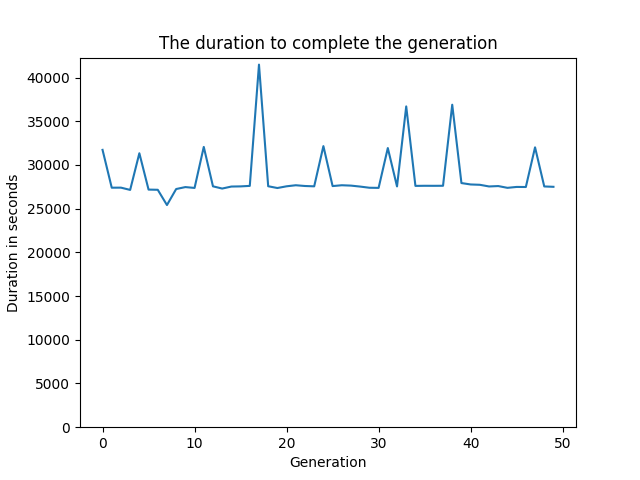 The duration to complete the generation
40000
35000
30000
25000
20000
15000
10000
5000
0
Duration in seconds
0 10 20 30 40 50
Generation